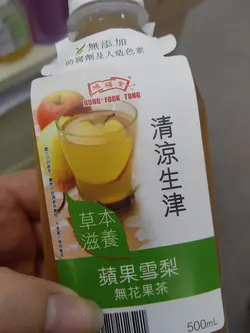 無添加
防腐劑及人造色素
鴻福堂
HUNG FOOK TONG
清涼生津
草本
滋養
蘋果雪梨
無花果茶
500mL